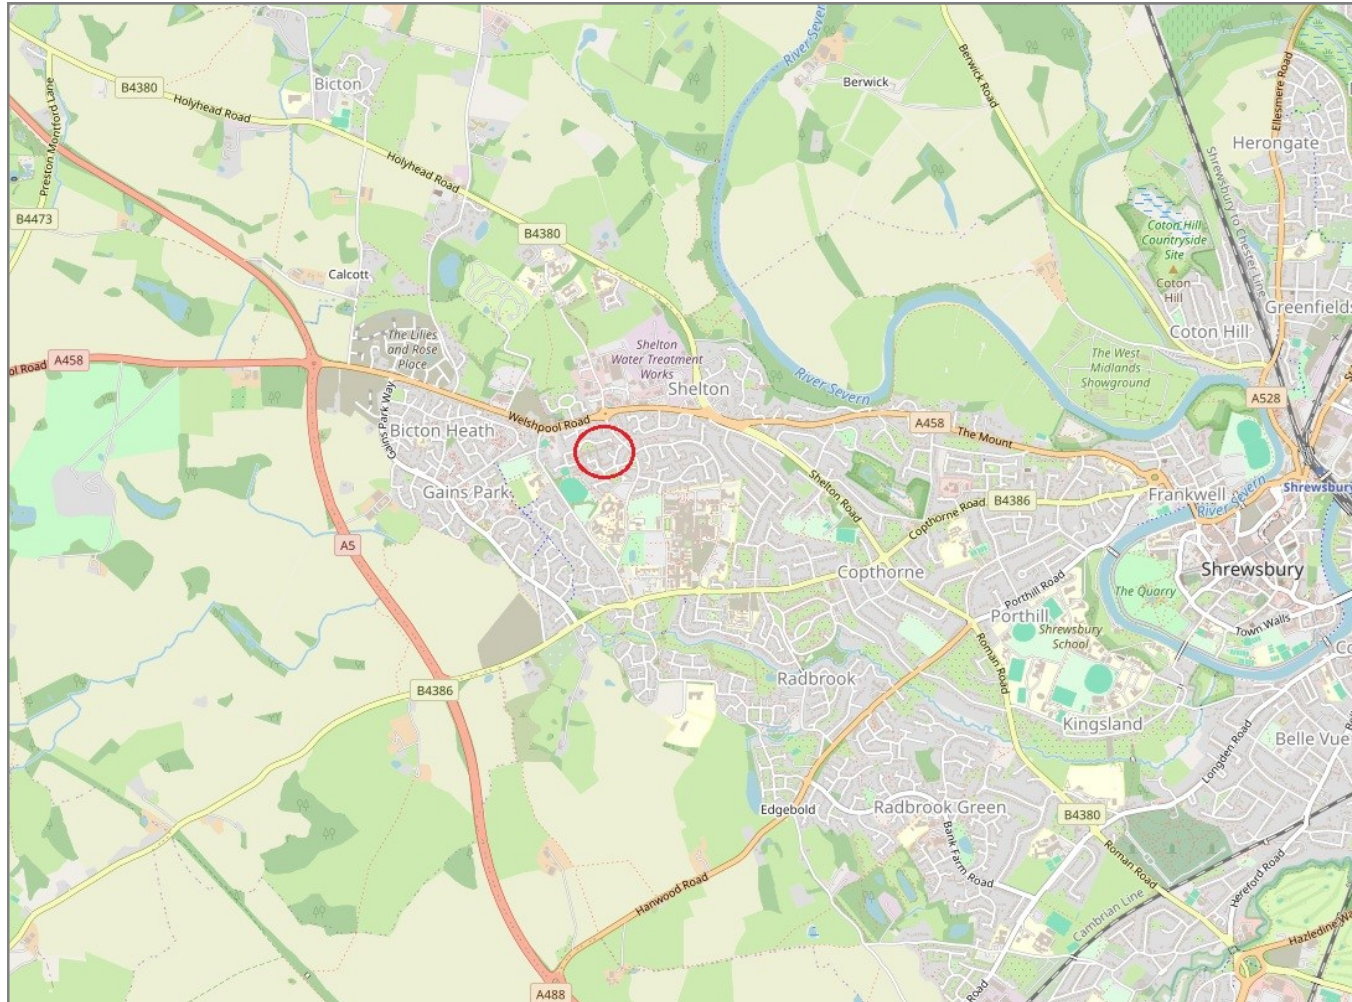 River Severn
Berwick
Berwick Road
Ellesmere Road
Bicton
B4380
Holyhead Road
Preston Montford Lane
Herongate
Shrewsbury to Chester Line
Holyhead Road
B4473
B4380
Coton Hill
Countryside
Site
Calcott
Coton
Hill
Greenfields
The Lilies
and Rose
Place
Shelton
Water Treatment
Works
Coton Hill
The West
Midlands
Showground
A458
River Severn
Shelton
A528
Gains Park Way
Welshpool Road
A458
The Mount
Bicton Heath
Gains Park
Shelton Road
B4386
Frankwell
Shrewsbury
River Severn
Copthorne Road
A5
Copthorne
Shrewsbury
Porthill Road
The Quarry
Porthill
Shrewsbury
School
Town Walls
Roman Road
Radbrook
B4386
Kingsland
Longden Road
Belle Vue
Edgebold
Radbrook Green
B4380
Bank Farm Road
Roman Road
Hanwood Road
Hereford Road
Cambrian Line
A488
Road